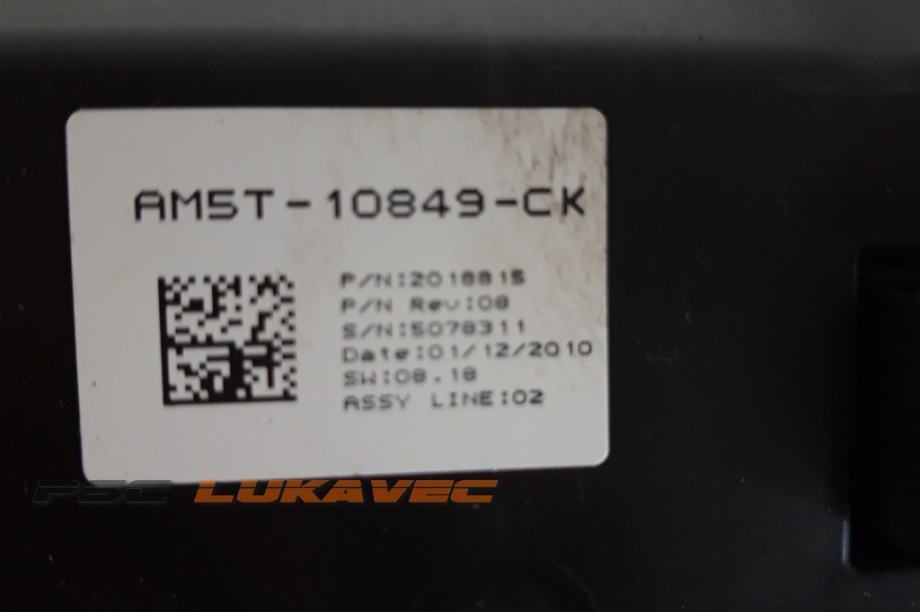 AM5T-10849-CK
P/N:2018815
P/N Rev:08
S/N:5078311
Date:01/12/2010
SW:08.18
ASSY LINE:02
PSC LUKAVEC